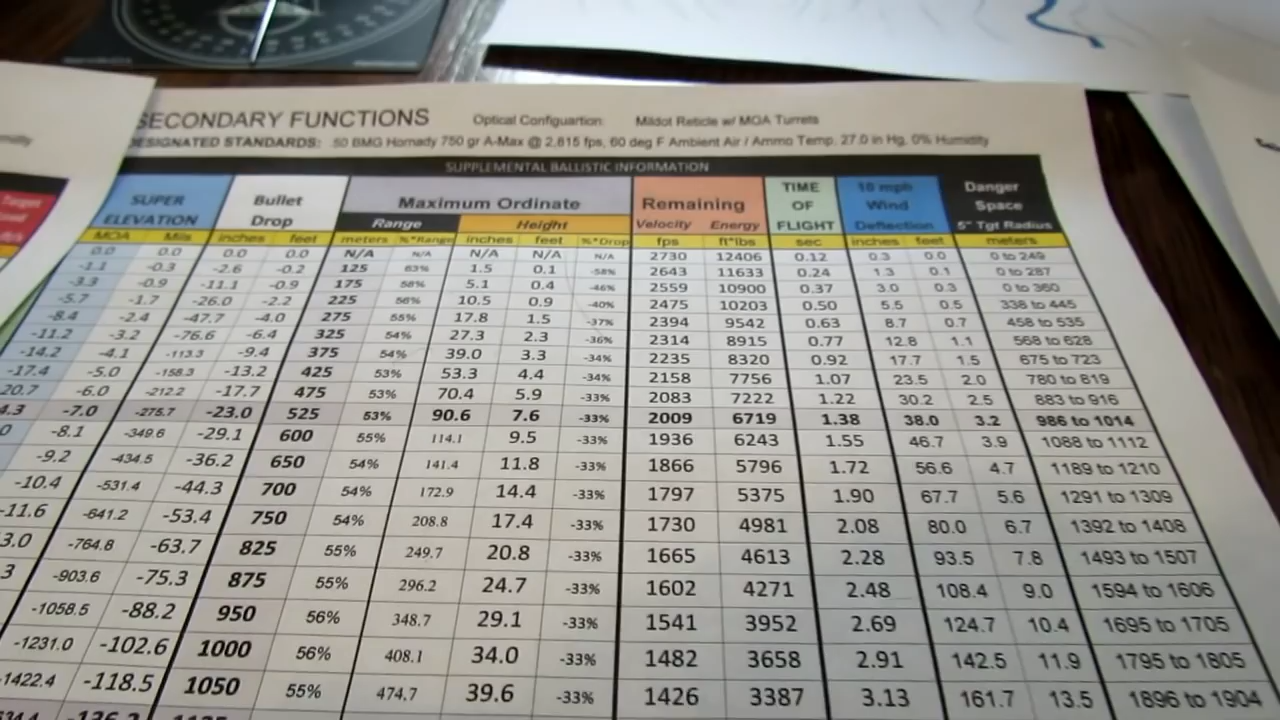 SECONDARY FUNCTIONS Optical Configuartion: Mildot Reticle w/ MOA Turrets
DESIGNATED STANDARDS: .50 BMG Hornady 750 gr A-Max @ 2,815 fps, 60 deg F Ambient Air / Ammo Temp, 27.0 in Hg, 0% Humidity
SUPPLEMENTAL BALLISTIC INFORMATION
SUPER ELEVATION Bullet Drop Maximum Ordinate Remaining TIME OF FLIGHT 10 mph Wind Deflection Danger Space
Range Height Velocity Energy 5" Tgt Radius
MOA Mils inches feet meters %*Range inches feet %*Drop fps ft*lbs sec inches feet meters
0.0 0.0 0.0 0.0 N/A N/A N/A N/A N/A 2730 12406 0.12 0.3 0.0 0 to 249
-1.1 -0.3 -2.6 -0.2 125 63% 1.5 0.1 -58% 2643 11633 0.24 1.3 0.1 0 to 287
-3.3 -0.9 -11.1 -0.9 175 58% 5.1 0.4 -46% 2559 10900 0.37 3.0 0.3 0 to 360
-5.7 -1.7 -26.0 -2.2 225 56% 10.5 0.9 -40% 2475 10203 0.50 5.5 0.5 338 to 445
-8.4 -2.4 -47.7 -4.0 275 55% 17.8 1.5 -37% 2394 9542 0.63 8.7 0.7 458 to 535
-11.2 -3.2 -76.6 -6.4 325 54% 27.3 2.3 -36% 2314 8915 0.77 12.8 1.1 568 to 628
-14.2 -4.1 -113.3 -9.4 375 54% 39.0 3.3 -34% 2235 8320 0.92 17.7 1.5 675 to 723
-17.4 -5.0 -158.3 -13.2 425 53% 53.3 4.4 -34% 2158 7756 1.07 23.5 2.0 780 to 819
20.7 -6.0 -212.2 -17.7 475 53% 70.4 5.9 -33% 2083 7222 1.22 30.2 2.5 883 to 916
4.3 -7.0 -275.7 -23.0 525 53% 90.6 7.6 -33% 2009 6719 1.38 38.0 3.2 986 to 1014
0 -8.1 -349.6 -29.1 600 55% 114.1 9.5 -33% 1936 6243 1.55 46.7 3.9 1088 to 1112
-9.2 -434.5 -36.2 650 54% 141.4 11.8 -33% 1866 5796 1.72 56.6 4.7 1189 to 1210
-10.4 -531.4 -44.3 700 54% 172.9 14.4 -33% 1797 5375 1.90 67.7 5.6 1291 to 1309
-11.6 -641.2 -53.4 750 54% 208.8 17.4 -33% 1730 4981 2.08 80.0 6.7 1392 to 1408
3.0 -764.8 -63.7 825 55% 249.7 20.8 -33% 1665 4613 2.28 93.5 7.8 1493 to 1507
3 -903.6 -75.3 875 55% 296.2 24.7 -33% 1602 4271 2.48 108.4 9.0 1594 to 1606
-1058.5 -88.2 950 56% 348.7 29.1 -33% 1541 3952 2.69 124.7 10.4 1695 to 1705
-1231.0 -102.6 1000 56% 408.1 34.0 -33% 1482 3658 2.91 142.5 11.9 1795 to 1805
-1422.4 -118.5 1050 55% 474.7 39.6 -33% 1426 3387 3.13 161.7 13.5 1896 to 1904